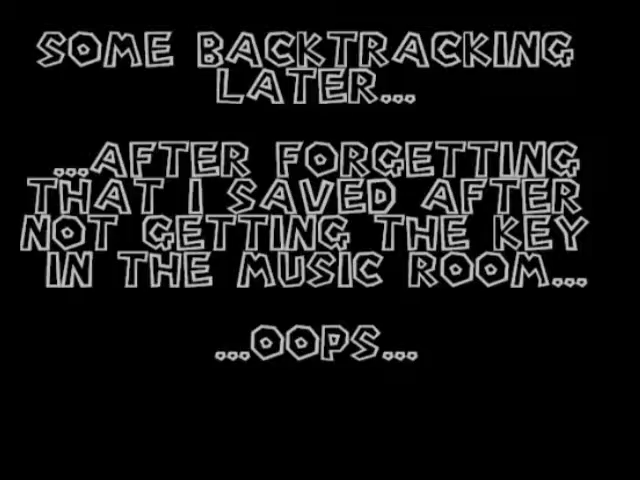 SOME BACKTRACKING
LATER...
...AFTER FORGETTING
THAT I SAVED AFTER
NOT GETTING THE KEY
IN THE MUSIC ROOM...
...OOPS...